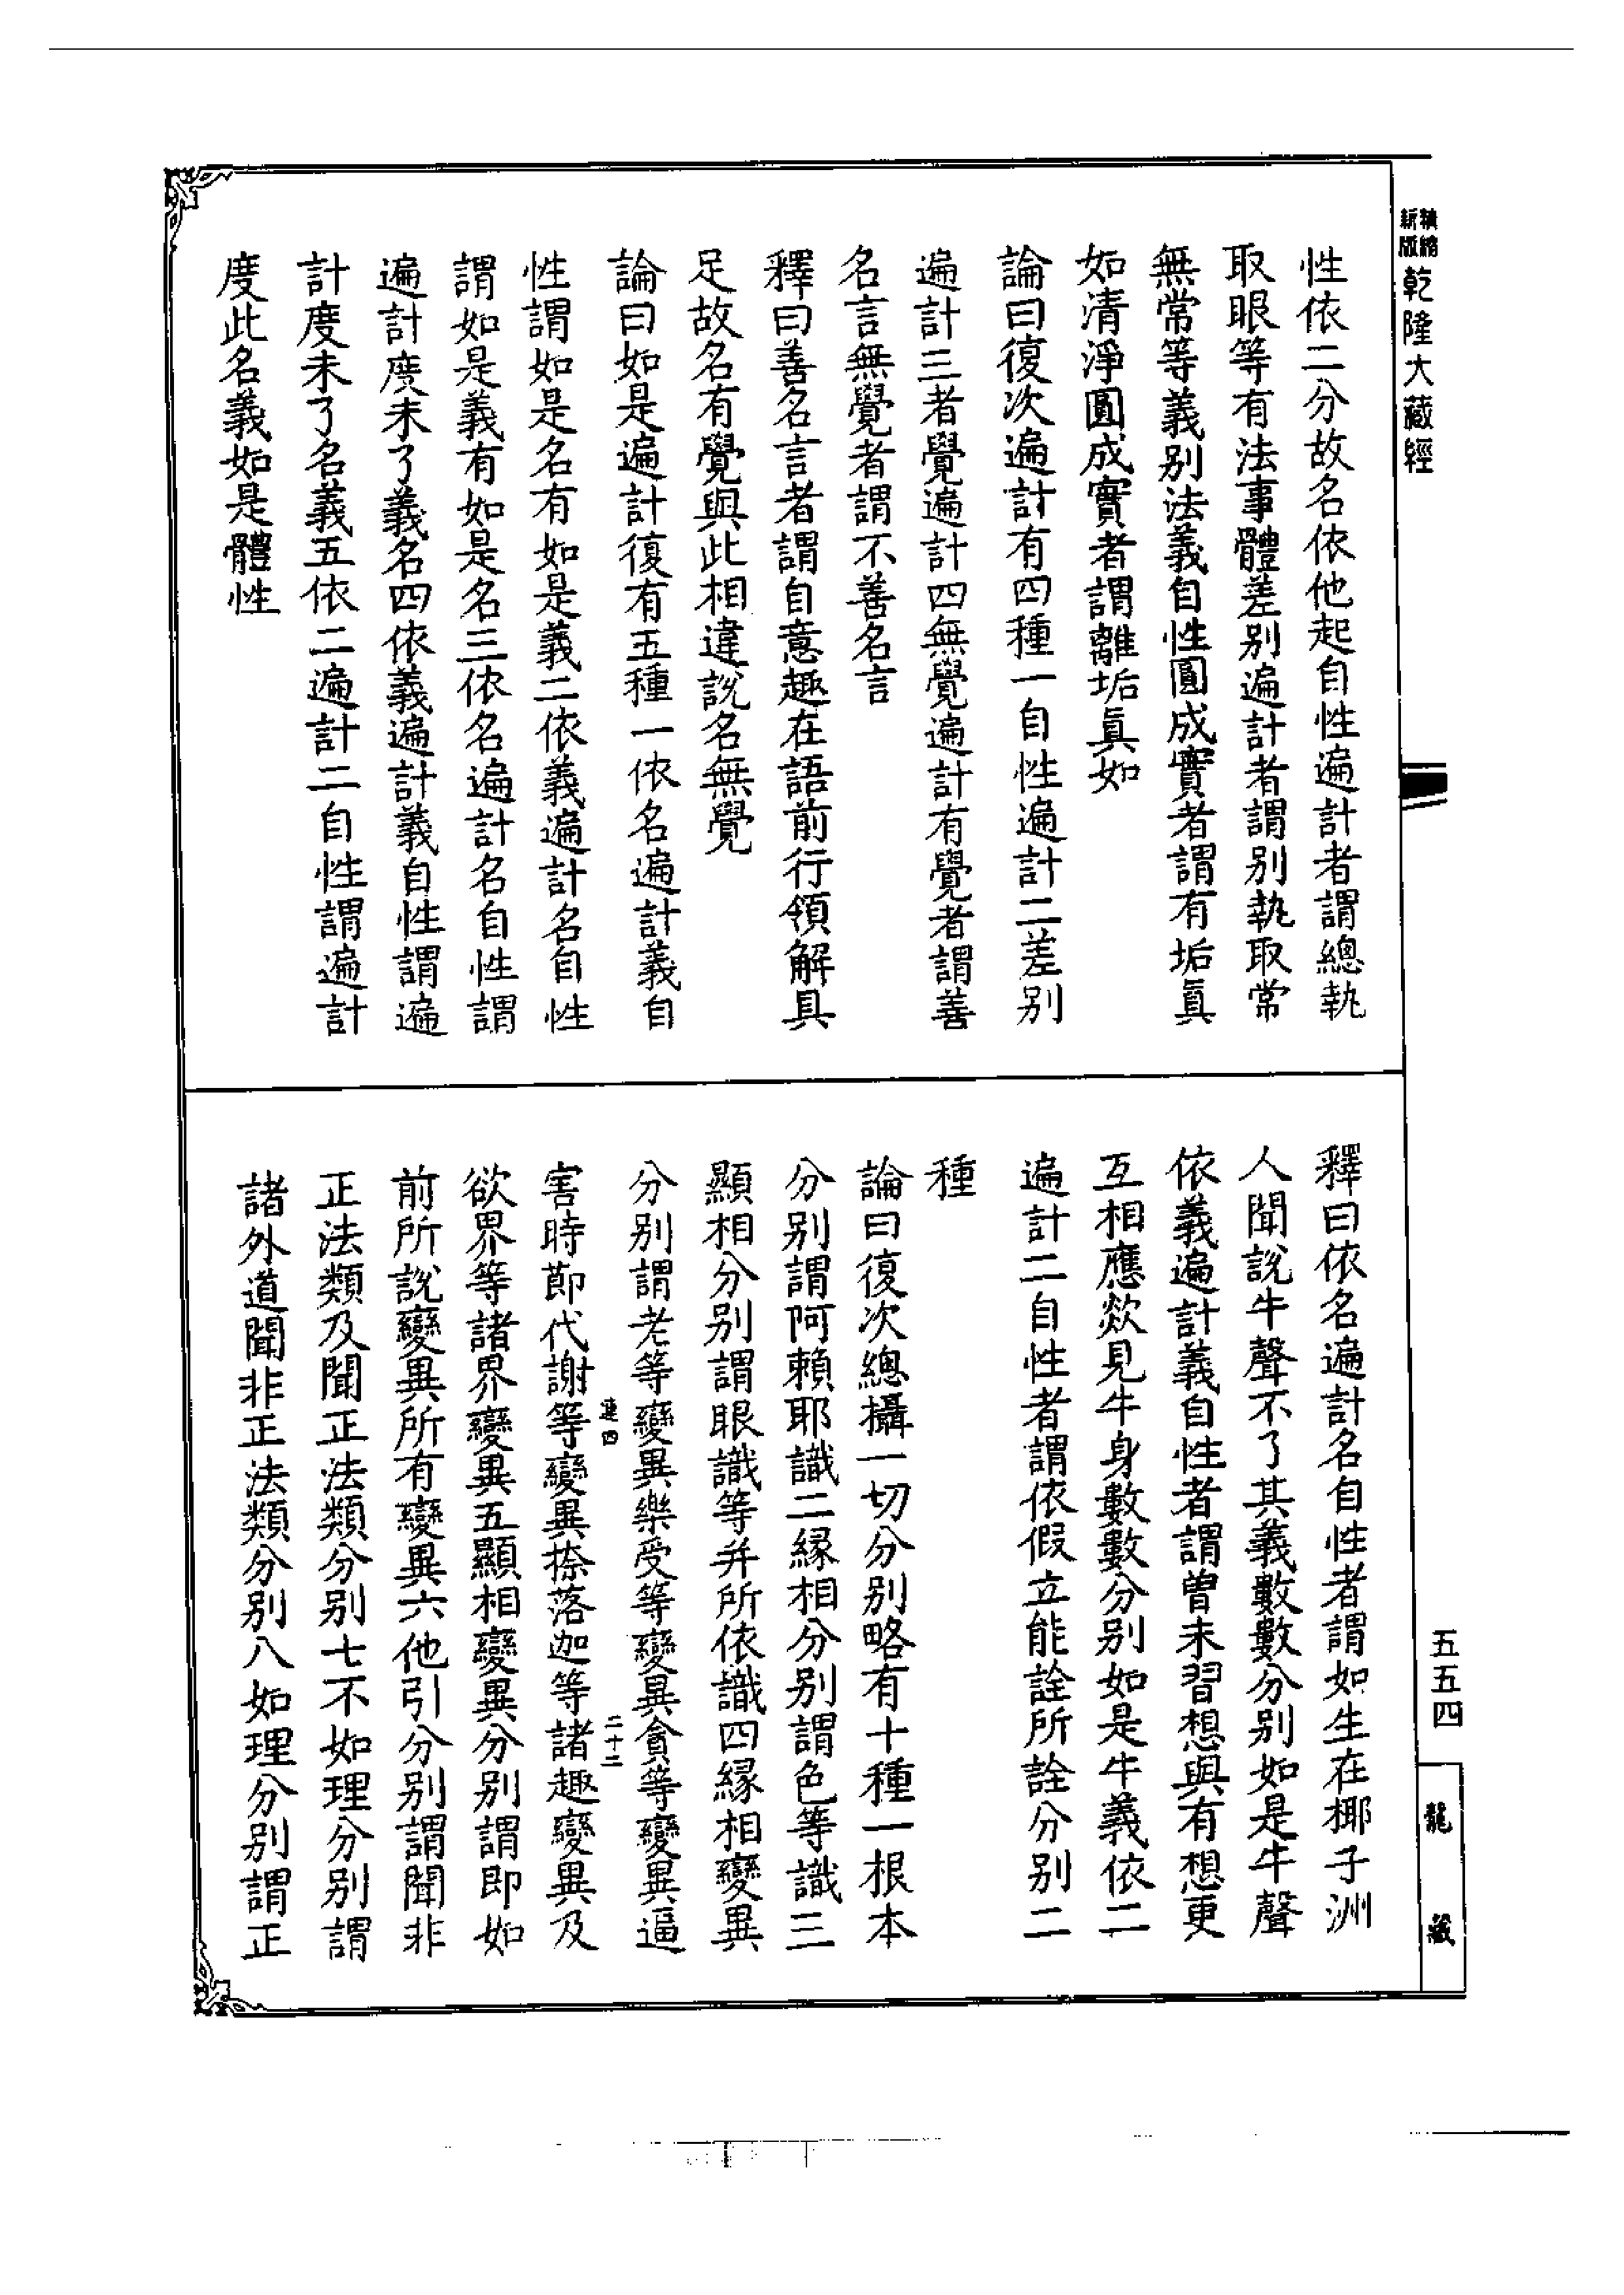 精縮
新版
乾隆大藏經
性依二分故名依他起自性遍計者謂總執
取眼等有法事體差別遍計者謂別執取常
無常等義別法義自性圓成實者謂有垢眞
如清淨圓成實者謂離垢眞如
論曰復次遍計有四種一自性遍計二差別
遍計三者覺遍計四無覺遍計有覺者謂善
名言無覺者謂不善名言
釋曰善名言者謂自意趣在語前行領解具
足故名有覺與此相違說名無覺
論曰如是遍計復有五種一依名遍計義自
性謂如是名有如是義二依義遍計名自性
謂如是義有如是名三依名遍計名自性謂
遍計度未了義名四依義遍計義自性謂遍
計度未了名義五依二遍計二自性謂遍計
度此名義如是體性
釋曰依名遍計名自性者謂如生在揶子洲
人聞說牛聲不了其義數數分別如是牛聲
依義遍計義自性者謂曾未習想與有想更
互相應欻見牛身數數分別如是牛義依二
遍計二自性者謂依假立能詮所詮分別二
種
論曰復次總攝一切分別略有十種一根本
分別謂阿賴耶識二緣相分別謂色等識三
顯相分別謂眼識等并所依識四緣相變異
分別謂老等變異樂受等變異貪等變異逼
害時節代謝等變異捺落迦等諸趣變異及
欲界等諸界變異五顯相變異分別謂即如
前所說變異所有變異六他引分別謂聞非
正法類及聞正法類分別七不如理分別謂
諸外道聞非正法類分別八如理分別謂正
二十二
五五四
龍藏